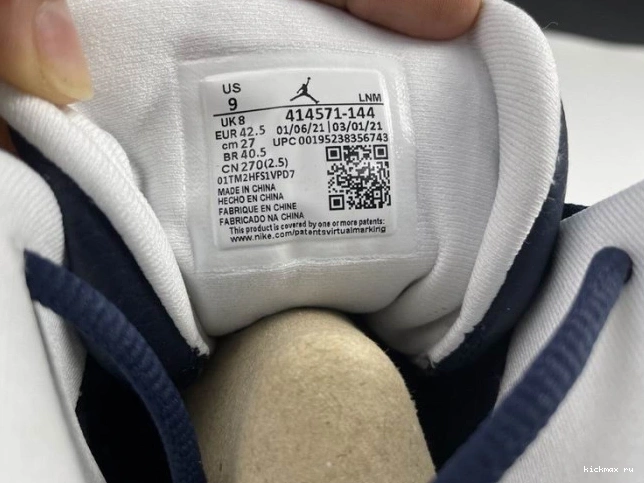 US
9
LNM
UK 8
414571-144
EUR 42.5
01/06/21 | 03/01/21
cm 27
UPC 00195238356743
BR 40.5
CN 270(2.5)
01TM2HFS1VPD7
MADE IN CHINA
HECHO EN CHINA
FABRIQUE EN CHINE
FABRICADO NA CHINA
This product is covered by one or more patents:
www.nike.com/patentsvirtualmarking
kickmax ru